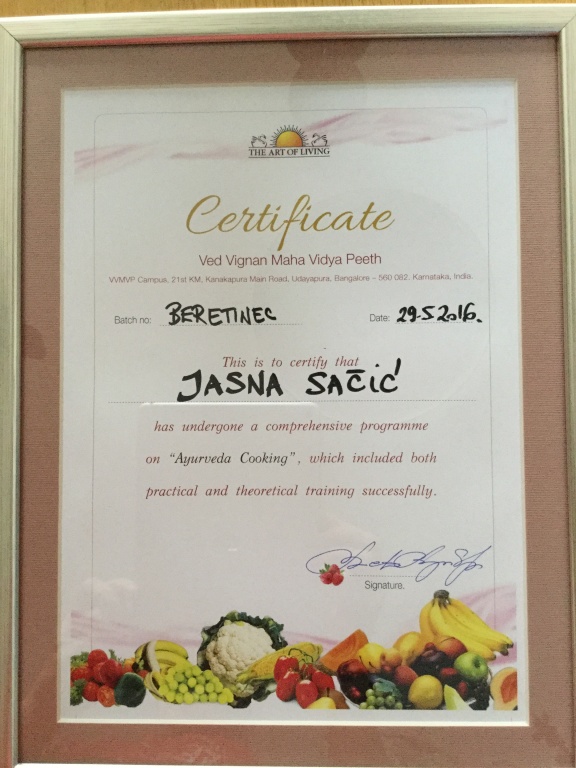 THE ART OF LIVING
Certificate
Ved Vignan Maha Vidya Peeth
VVMVP Campus, 21st KM, Kanakapura Main Road, Udayapura, Bangalore – 560 082. Karnataka, India.
Batch no: BERETINEC Date: 29.5.2016.
This is to certify that
JASNA SAČIĆ
has undergone a comprehensive programme
on "Ayurveda Cooking", which included both
practical and theoretical training successfully.
Signature.